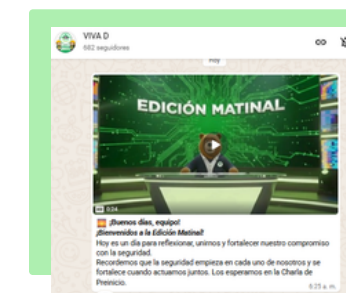 VIVA D
682 seguidores
Hoy
EDICIÓN MATINAL
0:24
¡Buenos días, equipo!
¡Bienvenidos a la Edición Matinal!
Hoy es un día para reflexionar, unirnos y fortalecer nuestro compromiso
con la seguridad.
Recordemos que la seguridad empieza en cada uno de nosotros y se
fortalece cuando actuamos juntos. Los esperamos en la Charla de
Preinicio.
6:25 a. m.